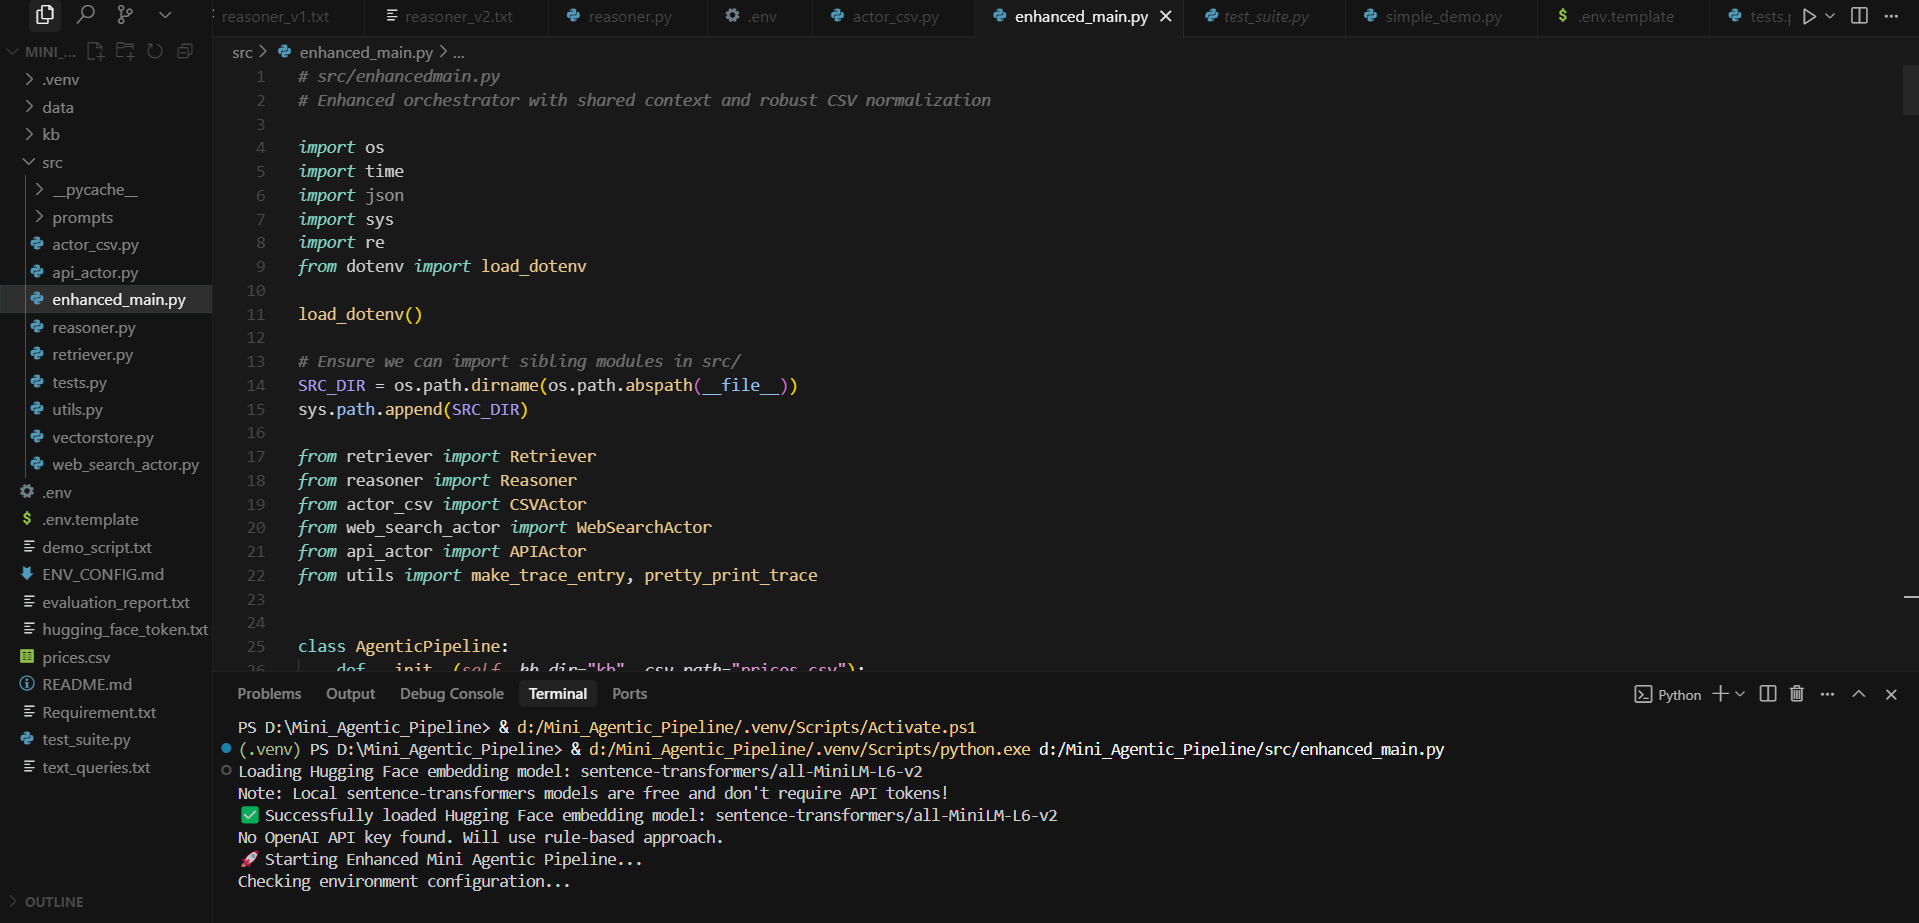 reasoner_v1.txt
reasoner_v2.txt
reasoner.py
.env
actor_csv.py
enhanced_main.py
test_suite.py
simple_demo.py
.env.template
tests.
MINI_...
.venv
data
kb
src
__pycache__
prompts
actor_csv.py
api_actor.py
enhanced_main.py
reasoner.py
retriever.py
tests.py
utils.py
vectorstore.py
web_search_actor.py
.env
.env.template
demo_script.txt
ENV_CONFIG.md
evaluation_report.txt
hugging_face_token.txt
prices.csv
README.md
Requirement.txt
test_suite.py
text_queries.txt
OUTLINE
src > enhanced_main.py > ...
1 # src/enhancedmain.py
2 # Enhanced orchestrator with shared context and robust CSV normalization
3
4 import os
5 import time
6 import json
7 import sys
8 import re
9 from dotenv import load_dotenv
10
11 load_dotenv()
12
13 # Ensure we can import sibling modules in src/
14 SRC_DIR = os.path.dirname(os.path.abspath(__file__))
15 sys.path.append(SRC_DIR)
16
17 from retriever import Retriever
18 from reasoner import Reasoner
19 from actor_csv import CSVActor
20 from web_search_actor import WebSearchActor
21 from api_actor import APIActor
22 from utils import make_trace_entry, pretty_print_trace
23
24
25 class AgenticPipeline:
26 def __init__(self, kb_dir="kb", csv_path="prices.csv"):
Problems
Output
Debug Console
Terminal
Ports
Python
PS D:\Mini_Agentic_Pipeline> & d:/Mini_Agentic_Pipeline/.venv/Scripts/Activate.ps1
(.venv) PS D:\Mini_Agentic_Pipeline> & d:/Mini_Agentic_Pipeline/.venv/Scripts/python.exe d:/Mini_Agentic_Pipeline/src/enhanced_main.py
Loading Hugging Face embedding model: sentence-transformers/all-MiniLM-L6-v2
Note: Local sentence-transformers models are free and don't require API tokens!
✅ Successfully loaded Hugging Face embedding model: sentence-transformers/all-MiniLM-L6-v2
No OpenAI API key found. Will use rule-based approach.
🚀 Starting Enhanced Mini Agentic Pipeline...
Checking environment configuration...